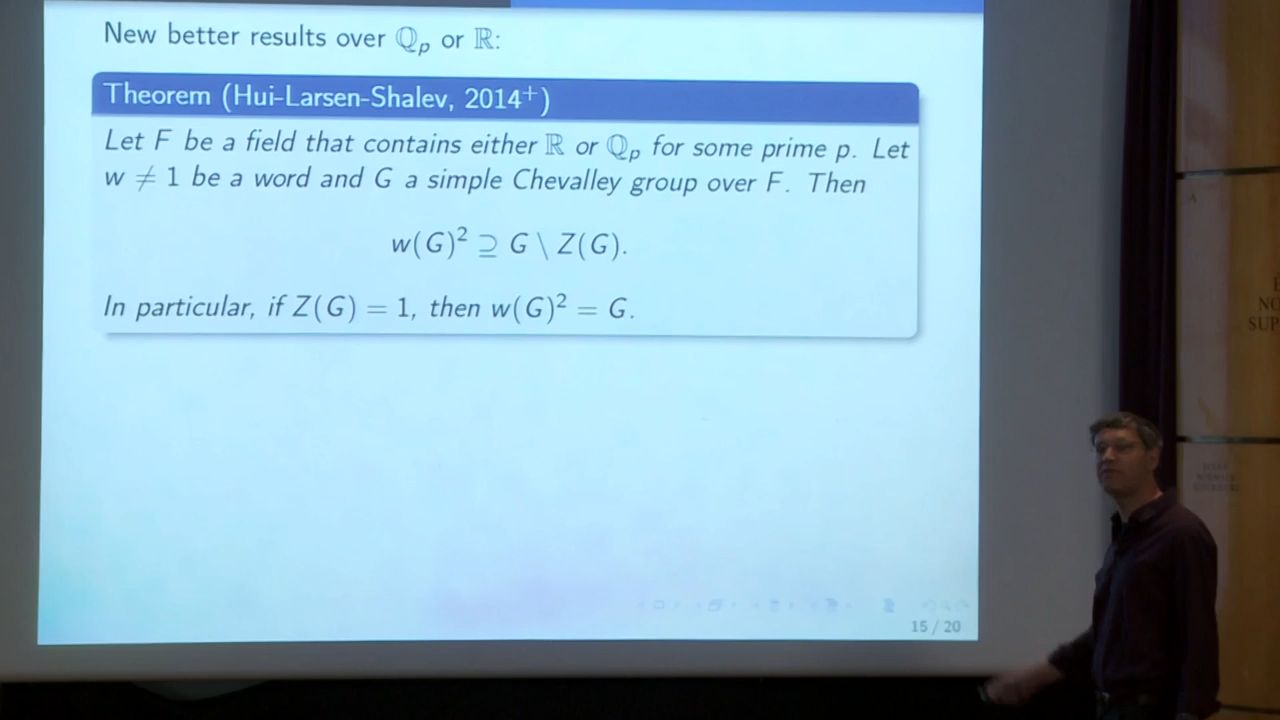 New better results over ℚₚ or ℝ:
Theorem (Hui-Larsen-Shalev, 2014⁺)
Let F be a field that contains either ℝ or ℚₚ for some prime p. Let
w ≠ 1 be a word and G a simple Chevalley group over F. Then
w(G)² ⊇ G \ Z(G).
In particular, if Z(G) = 1, then w(G)² = G.
15 / 20